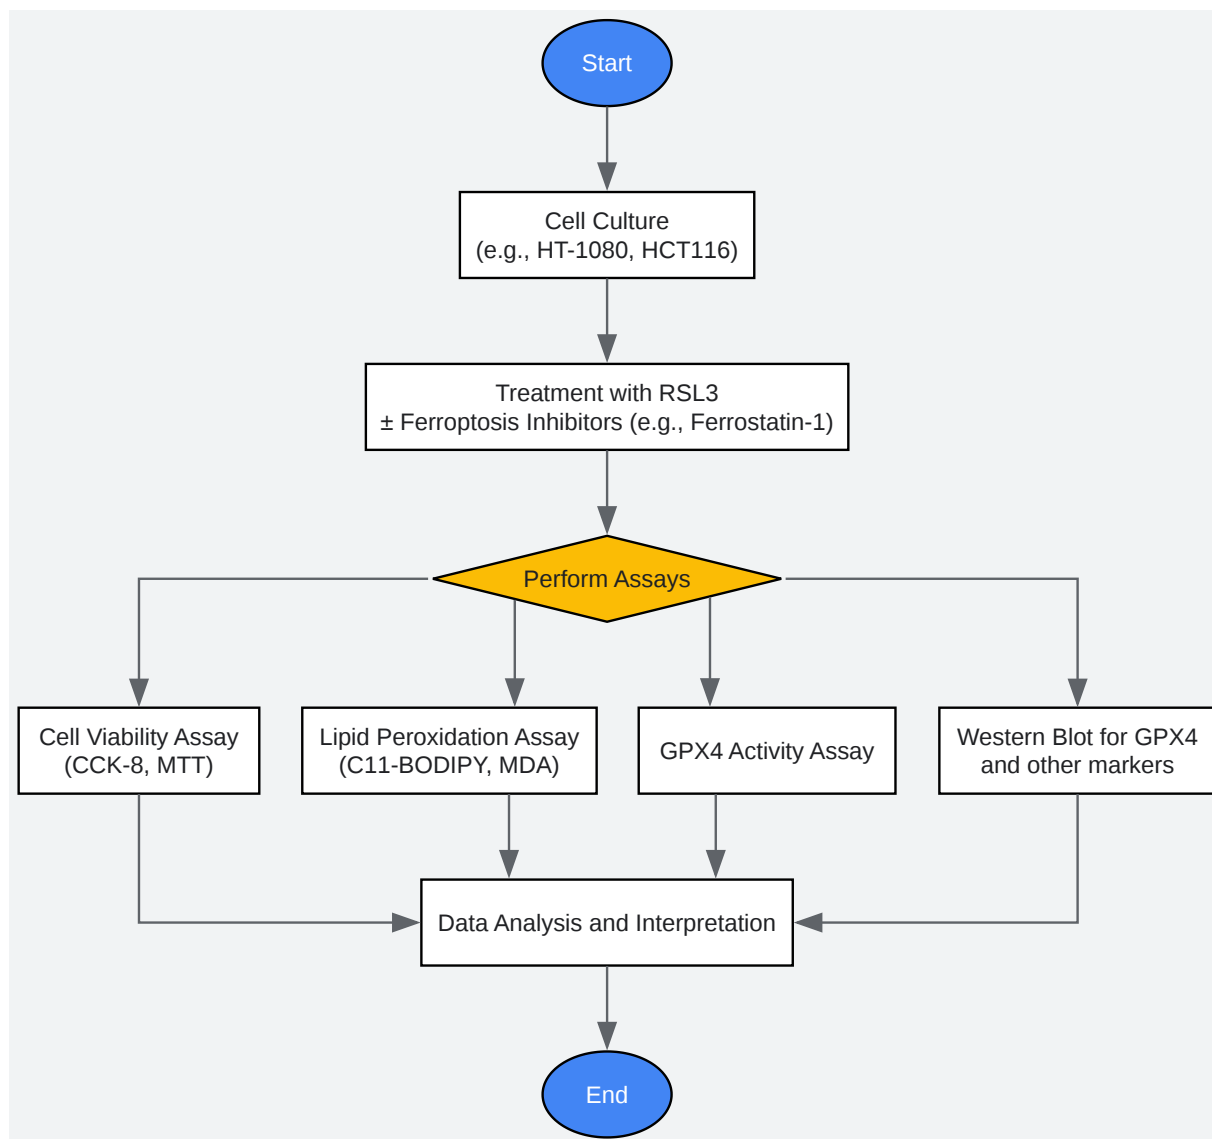 Start
Cell Culture
(e.g., HT-1080, HCT116)
Treatment with RSL3
± Ferroptosis Inhibitors (e.g., Ferrostatin-1)
Perform Assays
Cell Viability Assay
(CCK-8, MTT)
Lipid Peroxidation Assay
(C11-BODIPY, MDA)
GPX4 Activity Assay
Western Blot for GPX4
and other markers
Data Analysis and Interpretation
End